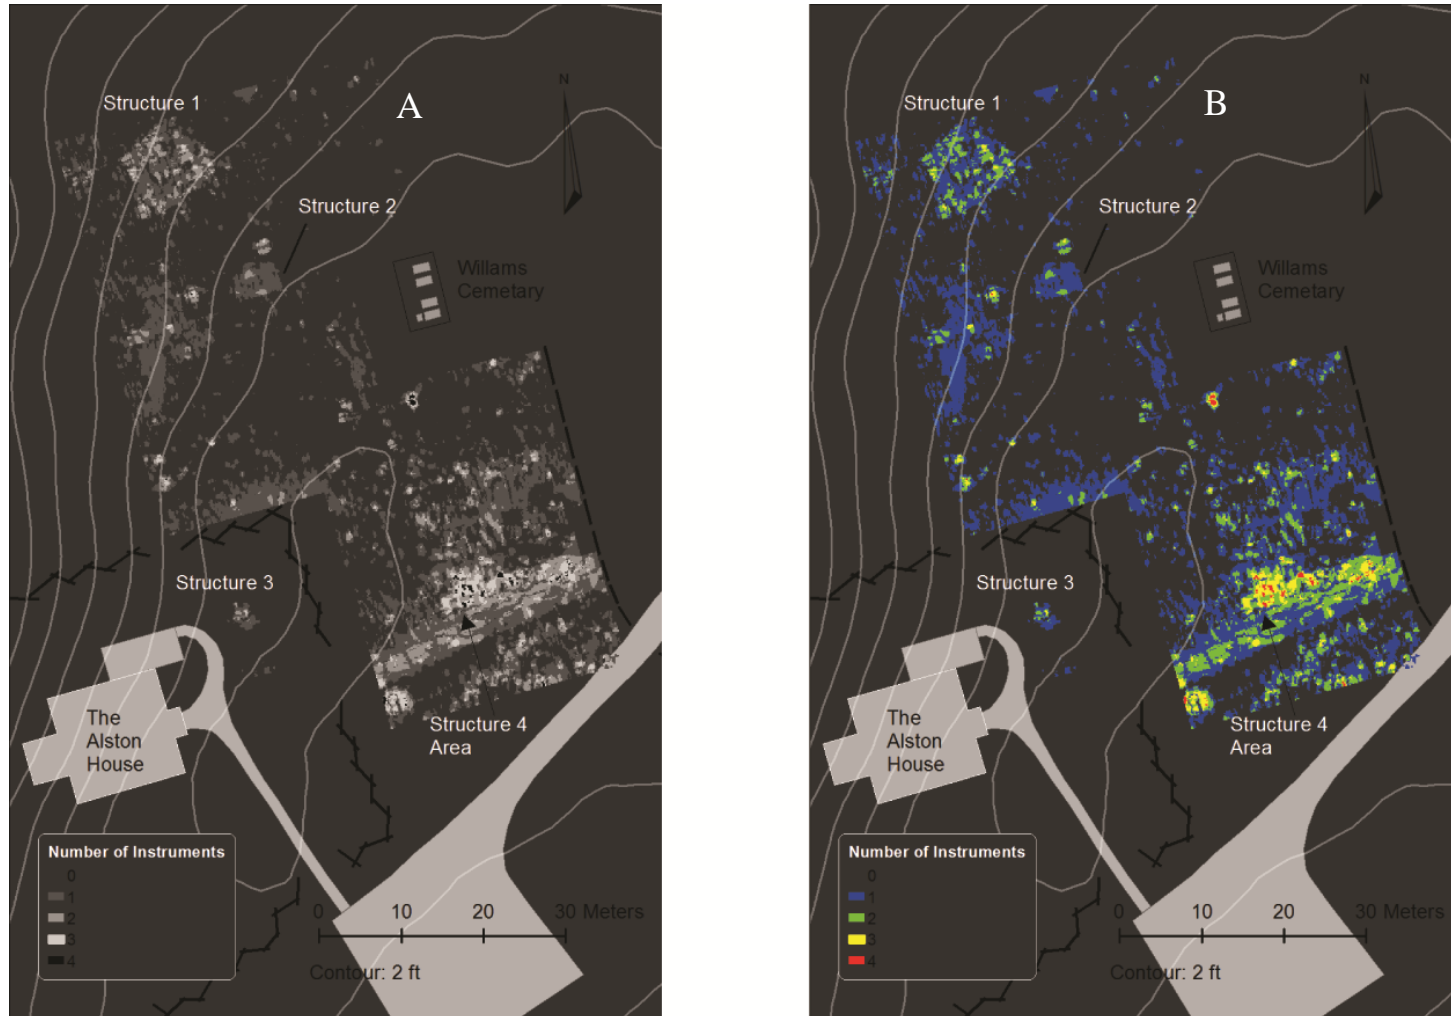 A
N
Structure 1
Structure 2
Willams
Cemetary
Structure 3
The
Alston
House
Structure 4
Area
Number of Instruments
0
1
2
3
4
0 10 20 30 Meters
Contour: 2 ft
B
N
Structure 1
Structure 2
Willams
Cemetary
Structure 3
The
Alston
House
Structure 4
Area
Number of Instruments
0
1
2
3
4
0 10 20 30 Meters
Contour: 2 ft